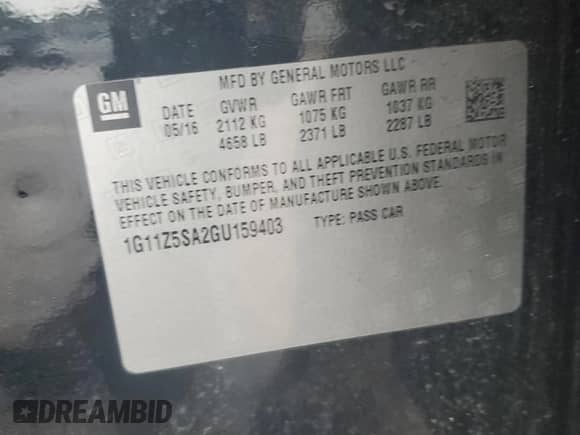 GM
MFD BY GENERAL MOTORS LLC
DATE GVWR GAWR FRT GAWR RR
05/16 2112 KG 1075 KG 1037 KG
4658 LB 2371 LB 2287 LB
THIS VEHICLE CONFORMS TO ALL APPLICABLE U.S. FEDERAL MOTOR
VEHICLE SAFETY, BUMPER, AND THEFT PREVENTION STANDARDS IN
EFFECT ON THE DATE OF MANUFACTURE SHOWN ABOVE.
1G11Z5SA2GU159403 TYPE: PASS CAR
DREAMBID